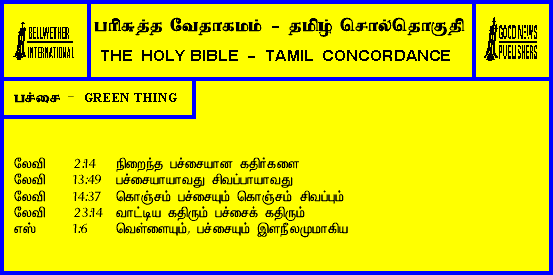 BELLWETHER
INTERNATIONAL
பரிசுத்த வேதாகமம் - தமிழ் சொல்தொகுதி
THE HOLY BIBLE - TAMIL CONCORDANCE
GOOD NEWS
PUBLISHERS
பச்சை - GREEN THING
லேவி 2:14 நிறைந்த பச்சையான கதிர்களை
லேவி 13:49 பச்சையாயாவது சிவப்பாயாவது
லேவி 14:37 கொஞ்சம் பச்சையும் கொஞ்சம் சிவப்பும்
லேவி 23:14 வாட்டிய கதிரும் பச்சைக் கதிரும்
எஸ் 1:6 வெள்ளையும், பச்சையும் இளநீலமுமாகிய